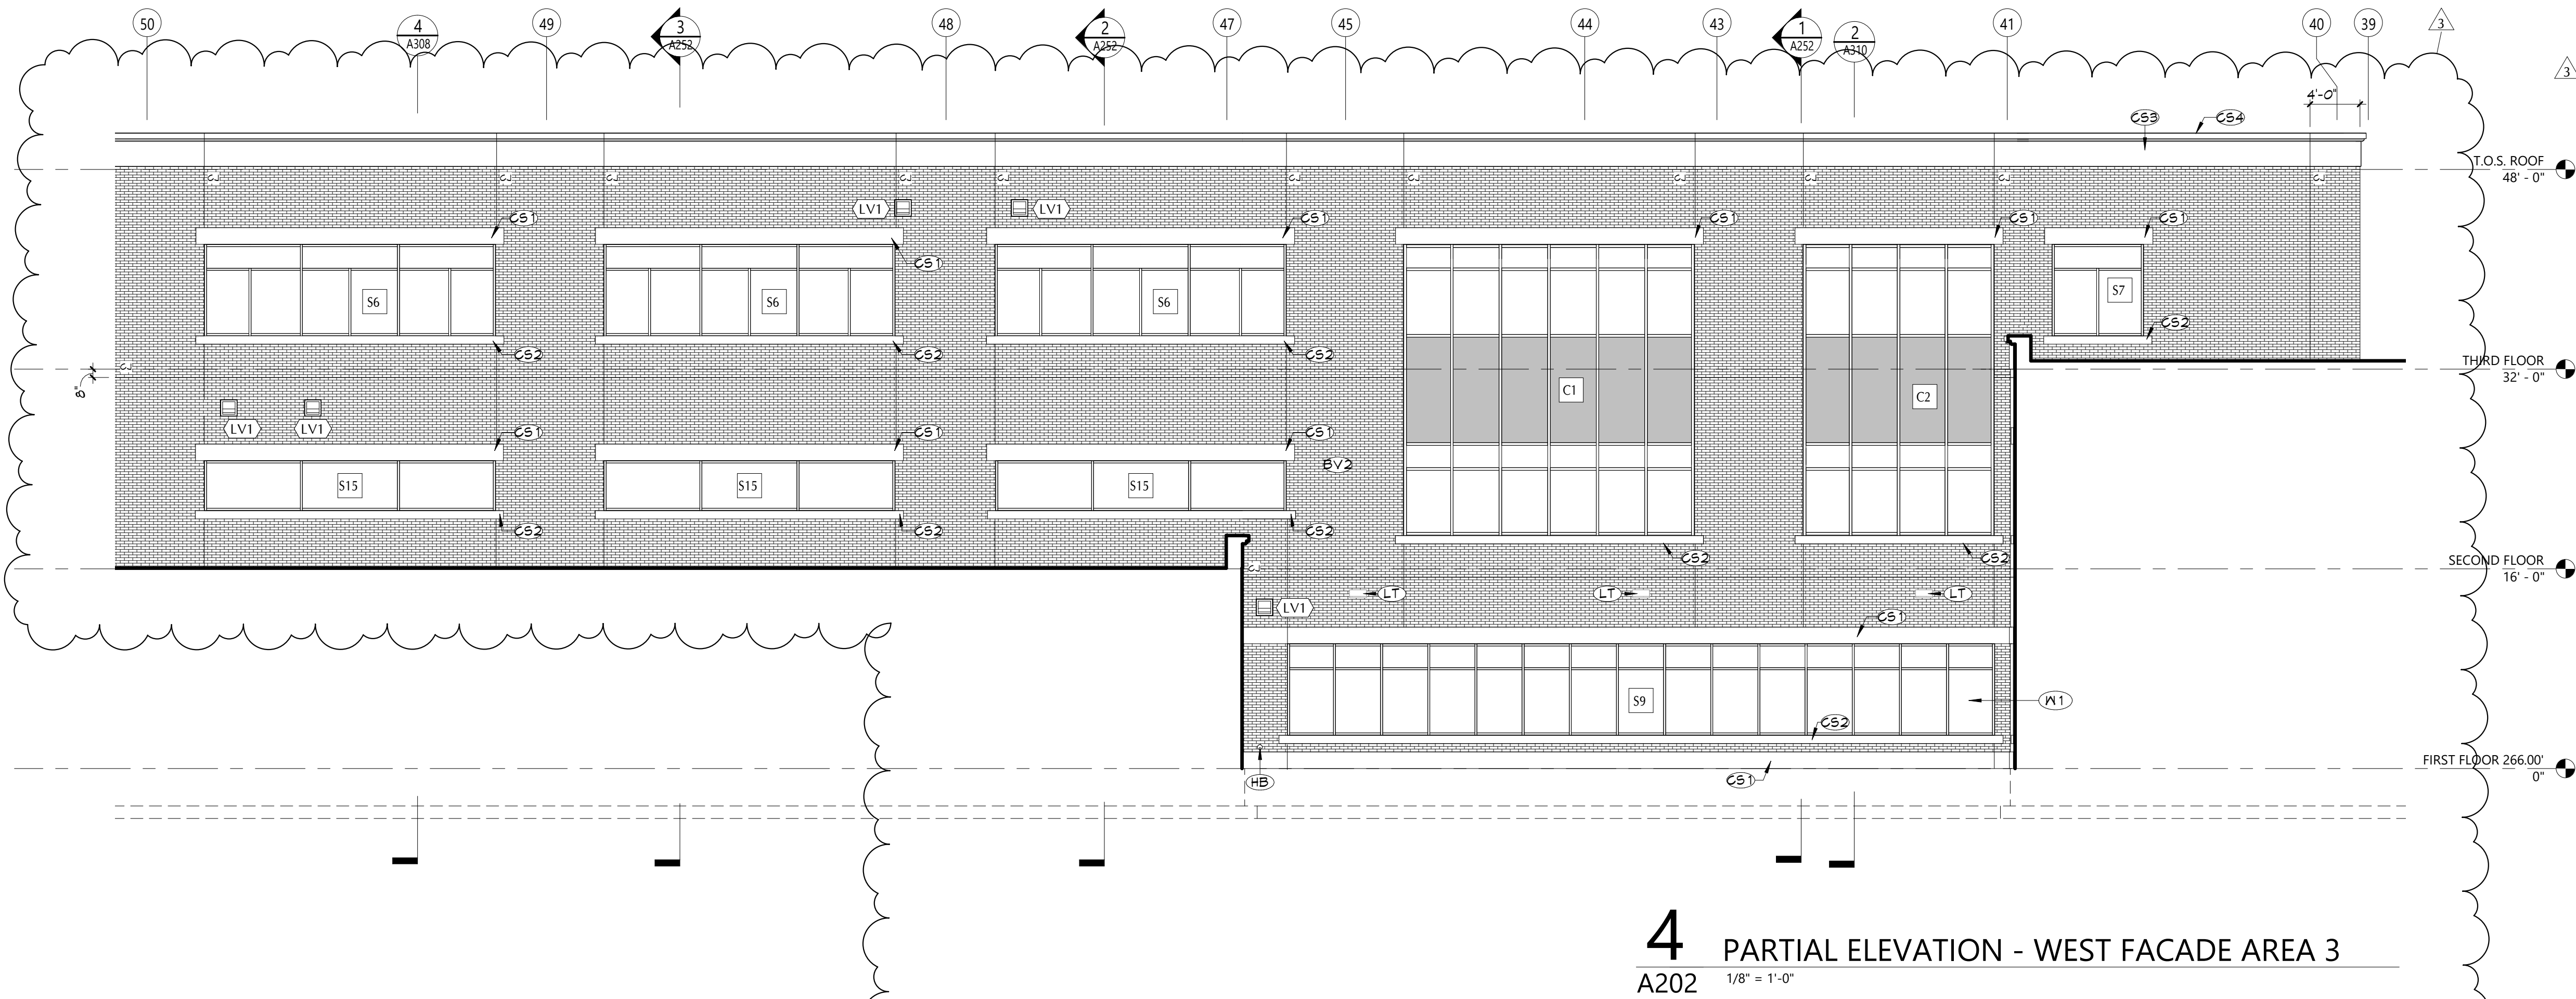 50
4
A308
49
3
A252
48
2
A252
47
45
44
43
1
A252
2
A310
41
40
39
3
3
4'-0"
CS3
CS4
T.O.S. ROOF
48' - 0"
LV1
LV1
CS1
CS1
CS1
CS1
CS1
CS1
S6
S6
S6
S7
CS2
CS2
CS2
CS2
8"
THIRD FLOOR
32' - 0"
C1
C2
LV1
LV1
CS1
CS1
CS1
BV2
S15
S15
S15
CS2
CS2
CS2
CS2
CS2
SECOND FLOOR
16' - 0"
LT
LT
LT
LV1
CS1
S9
W1
CS2
FIRST FLOOR 266.00'
0"
HB
CS1
4
A202
PARTIAL ELEVATION - WEST FACADE AREA 3
1/8" = 1'-0"